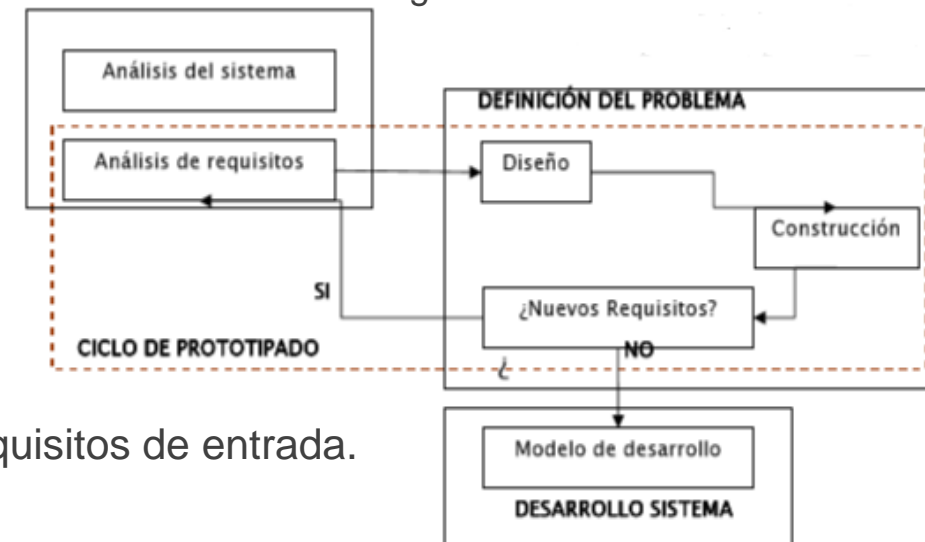 g
Análisis del sistema
DEFINICIÓN DEL PROBLEMA
Análisis de requisitos
Diseño
Construcción
SI
¿Nuevos Requisitos?
CICLO DE PROTOTIPADO
NO
¿
quisitos de entrada.
Modelo de desarrollo
DESARROLLO SISTEMA